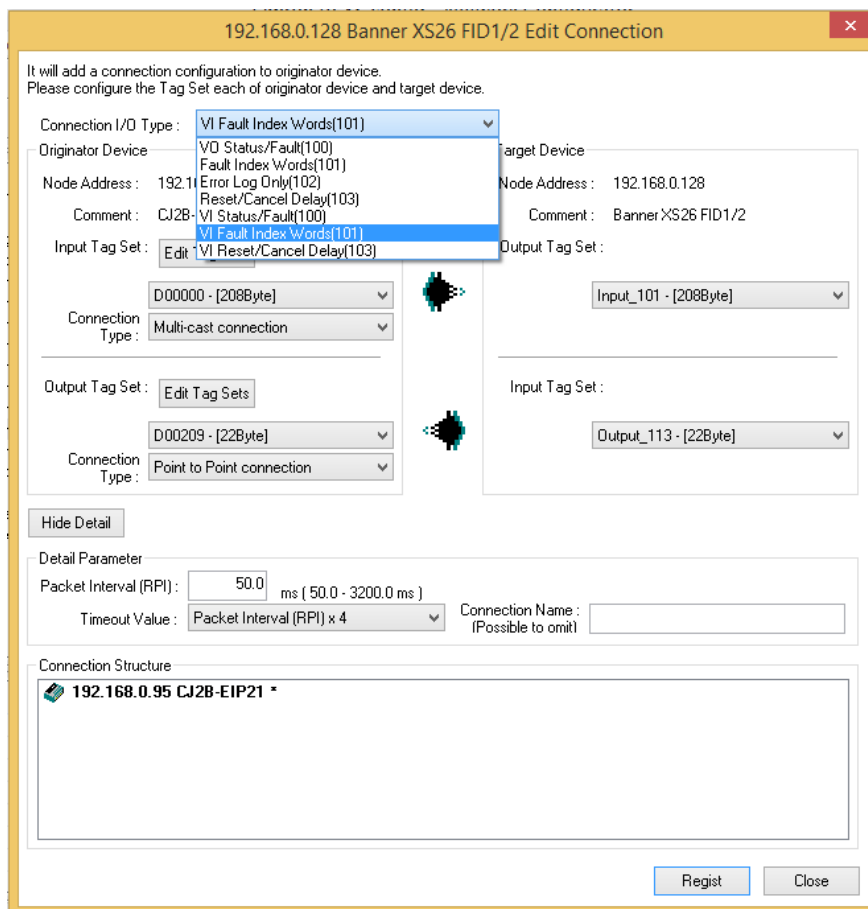 192.168.0.128 Banner XS26 FID1/2 Edit Connection
It will add a connection configuration to originator device.
Please configure the Tag Set each of originator device and target device.
Connection I/O Type : VI Fault Index Words(101)
VO Status/Fault(100)
Fault Index Words(101)
Error Log Only(102)
Reset/Cancel Delay(103)
VI Status/Fault(100)
VI Fault Index Words(101)
VI Reset/Cancel Delay(103)
Originator Device
Node Address : 192.1
Comment : CJ2B-
Input Tag Set : Edit T
D00000 - [208Byte]
Connection Type : Multi-cast connection
Output Tag Set : Edit Tag Sets
D00209 - [22Byte]
Connection Type : Point to Point connection
Target Device
Node Address : 192.168.0.128
Comment : Banner XS26 FID1/2
Output Tag Set :
Input_101 - [208Byte]
Input Tag Set :
Output_113 - [22Byte]
Hide Detail
Detail Parameter
Packet Interval (RPI) : 50.0 ms ( 50.0 - 3200.0 ms )
Timeout Value : Packet Interval (RPI) x 4
Connection Name :
(Possible to omit)
Connection Structure
192.168.0.95 CJ2B-EIP21 *
Regist Close